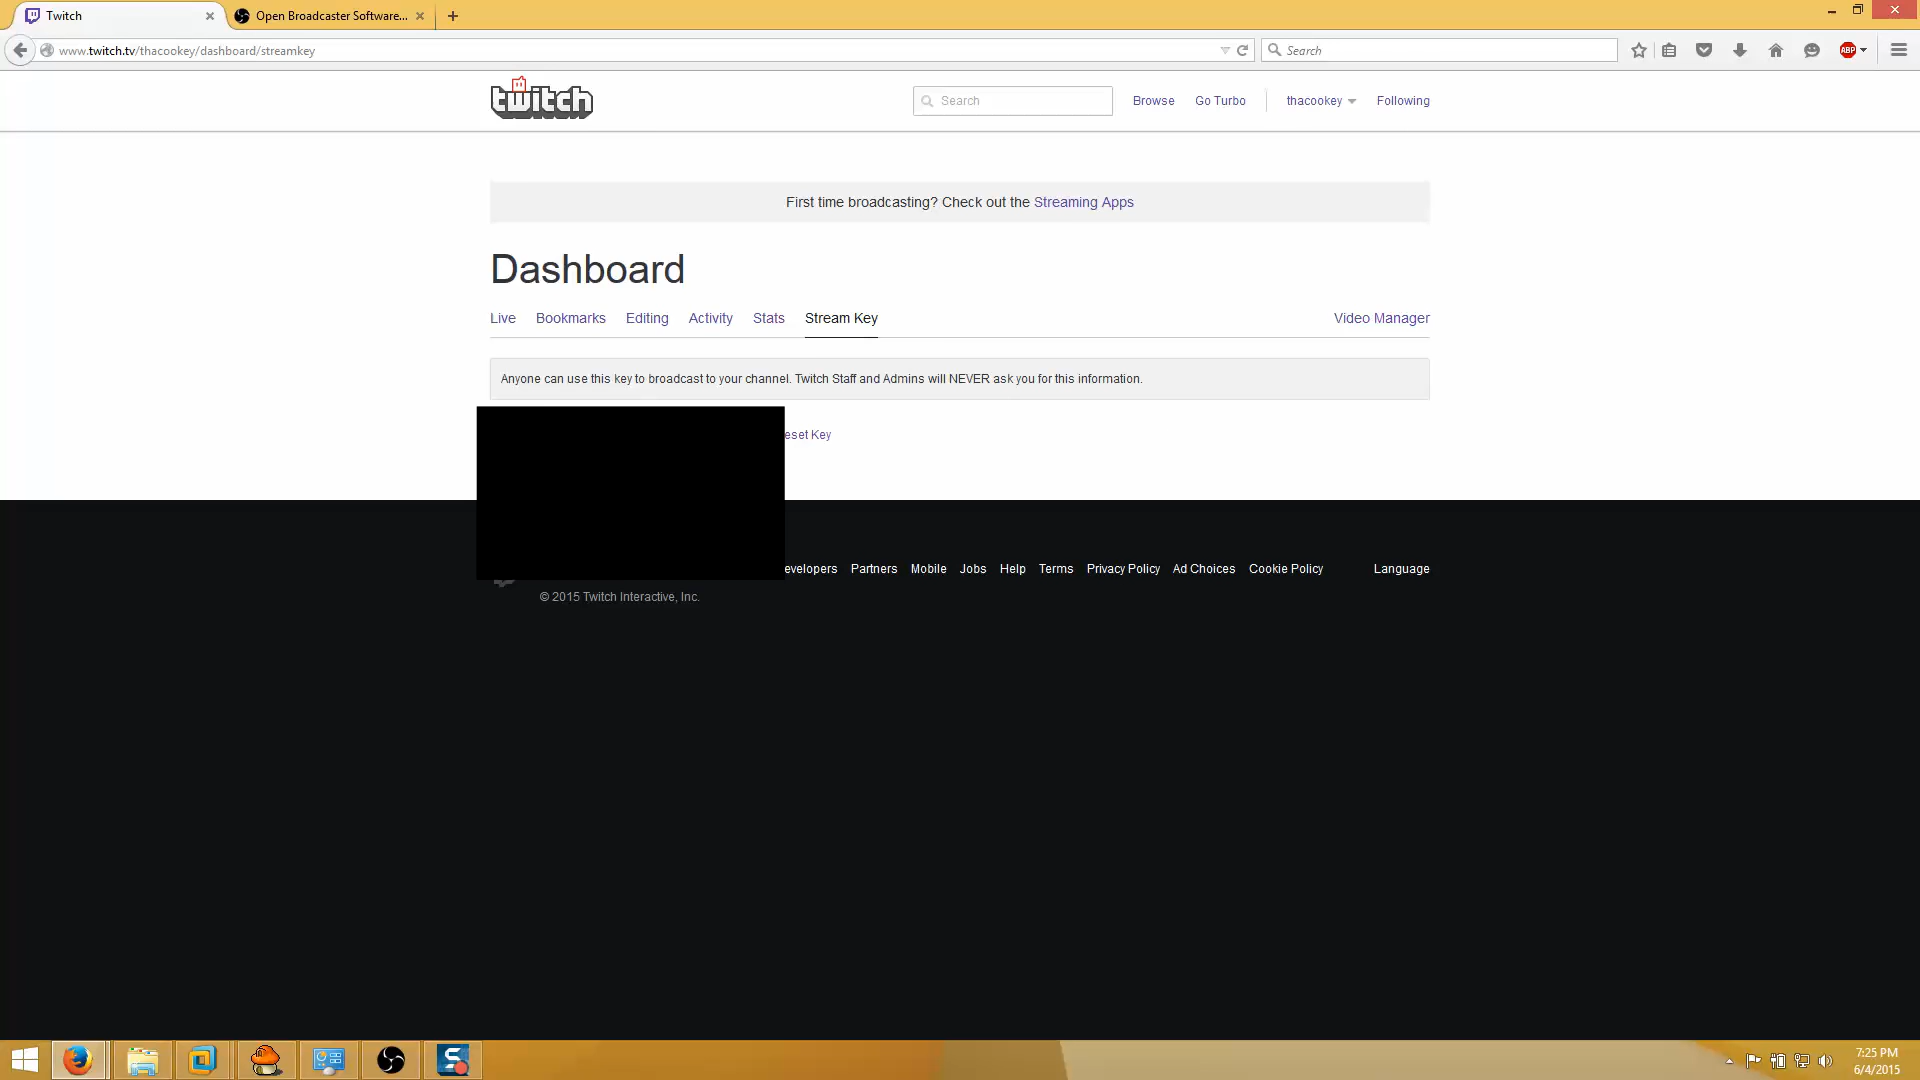 Twitch
Open Broadcaster Software...
www.twitch.tv/thacookey/dashboard/streamkey
Search
ABP
twitch
Search
Browse
Go Turbo
thacookey
Following
First time broadcasting? Check out the Streaming Apps
Dashboard
Live
Bookmarks
Editing
Activity
Stats
Stream Key
Video Manager
Anyone can use this key to broadcast to your channel. Twitch Staff and Admins will NEVER ask you for this information.
eset Key
evelopers
Partners
Mobile
Jobs
Help
Terms
Privacy Policy
Ad Choices
Cookie Policy
Language
© 2015 Twitch Interactive, Inc.
7:25 PM
6/4/2015